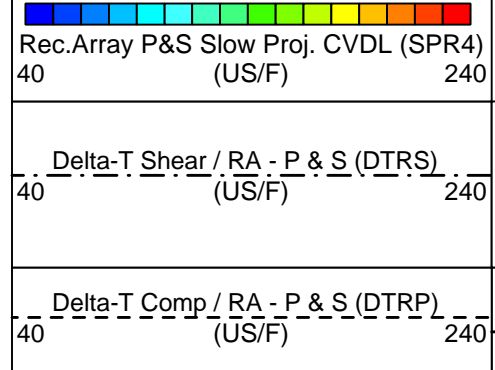 Rec.Array P&S Slow Proj. CVDL (SPR4)
40 (US/F) 240
Delta-T Shear / RA - P & S (DTRS)
40 (US/F) 240
Delta-T Comp / RA - P & S (DTRP)
40 (US/F) 240